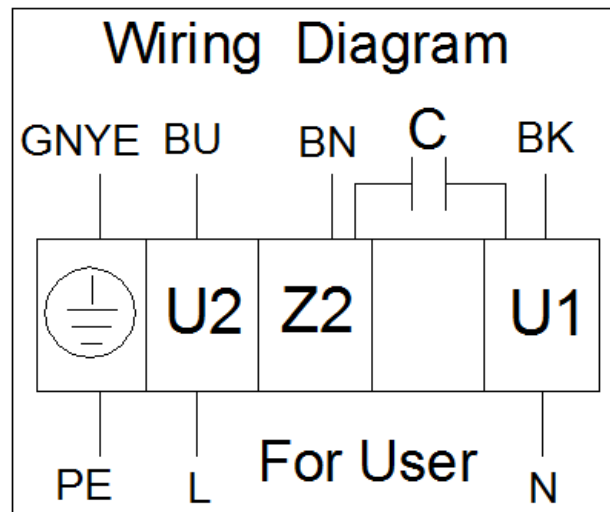 Wiring Diagram
GNYE BU BN C BK
U2 Z2 U1
For User
PE L N